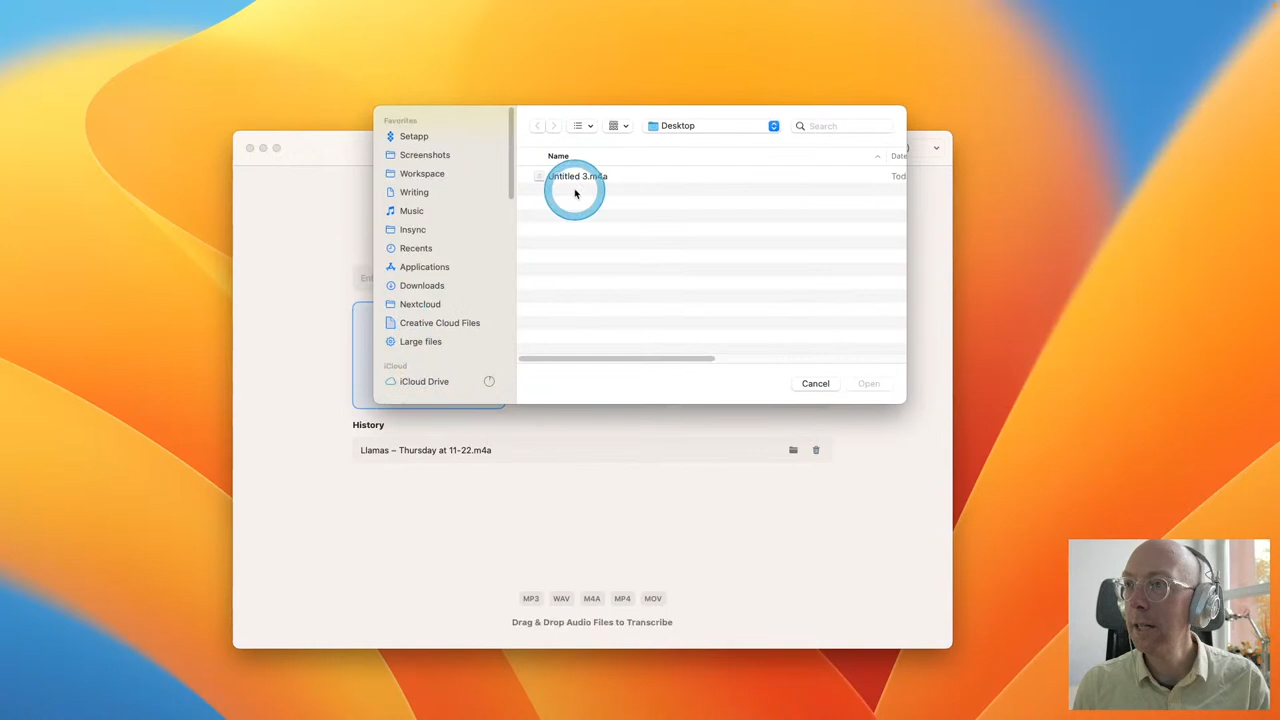 Favorites
Setapp
Screenshots
Workspace
Writing
Music
Insync
Recents
Applications
Downloads
Nextcloud
Creative Cloud Files
Large files
iCloud
iCloud Drive
Desktop
Search
Name
Date
Untitled 3.m4a
Tod
Cancel
Open
Ent
History
Llamas – Thursday at 11-22.m4a
MP3 WAV M4A MP4 MOV
Drag & Drop Audio Files to Transcribe